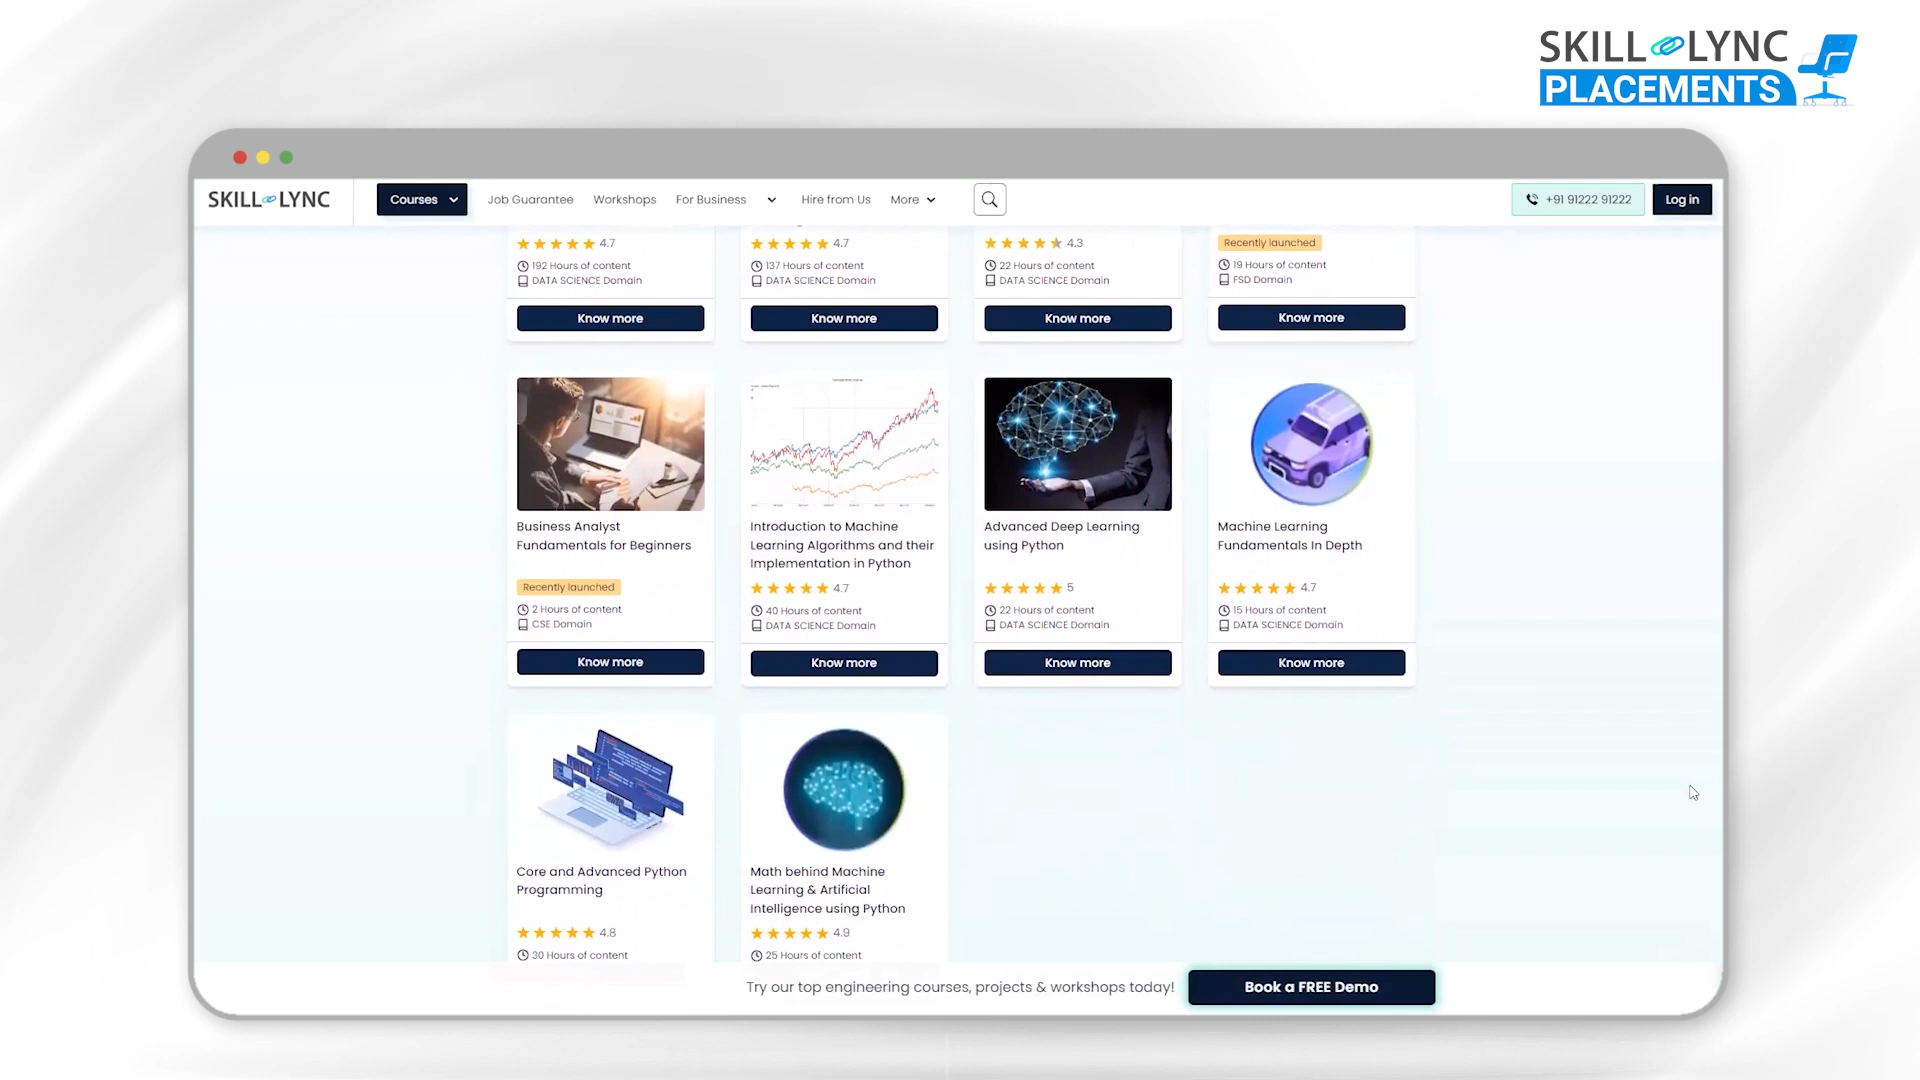 SKILL LYNC
PLACEMENTS
SKILL LYNC
Courses
Job Guarantee
Workshops
For Business
Hire from Us
More
+91 91222 91222
Log in
4.7
192 Hours of content
DATA SCIENCE Domain
Know more
4.7
137 Hours of content
DATA SCIENCE Domain
Know more
4.3
22 Hours of content
DATA SCIENCE Domain
Know more
Recently launched
19 Hours of content
FSD Domain
Know more
Business Analyst
Fundamentals for Beginners
Recently launched
2 Hours of content
CSE Domain
Know more
Introduction to Machine
Learning Algorithms and their
Implementation in Python
4.7
40 Hours of content
DATA SCIENCE Domain
Know more
Advanced Deep Learning
using Python
5
22 Hours of content
DATA SCIENCE Domain
Know more
Machine Learning
Fundamentals In Depth
4.7
15 Hours of content
DATA SCIENCE Domain
Know more
Core and Advanced Python
Programming
4.8
30 Hours of content
Math behind Machine
Learning & Artificial
Intelligence using Python
4.9
25 Hours of content
Try our top engineering courses, projects & workshops today!
Book a FREE Demo